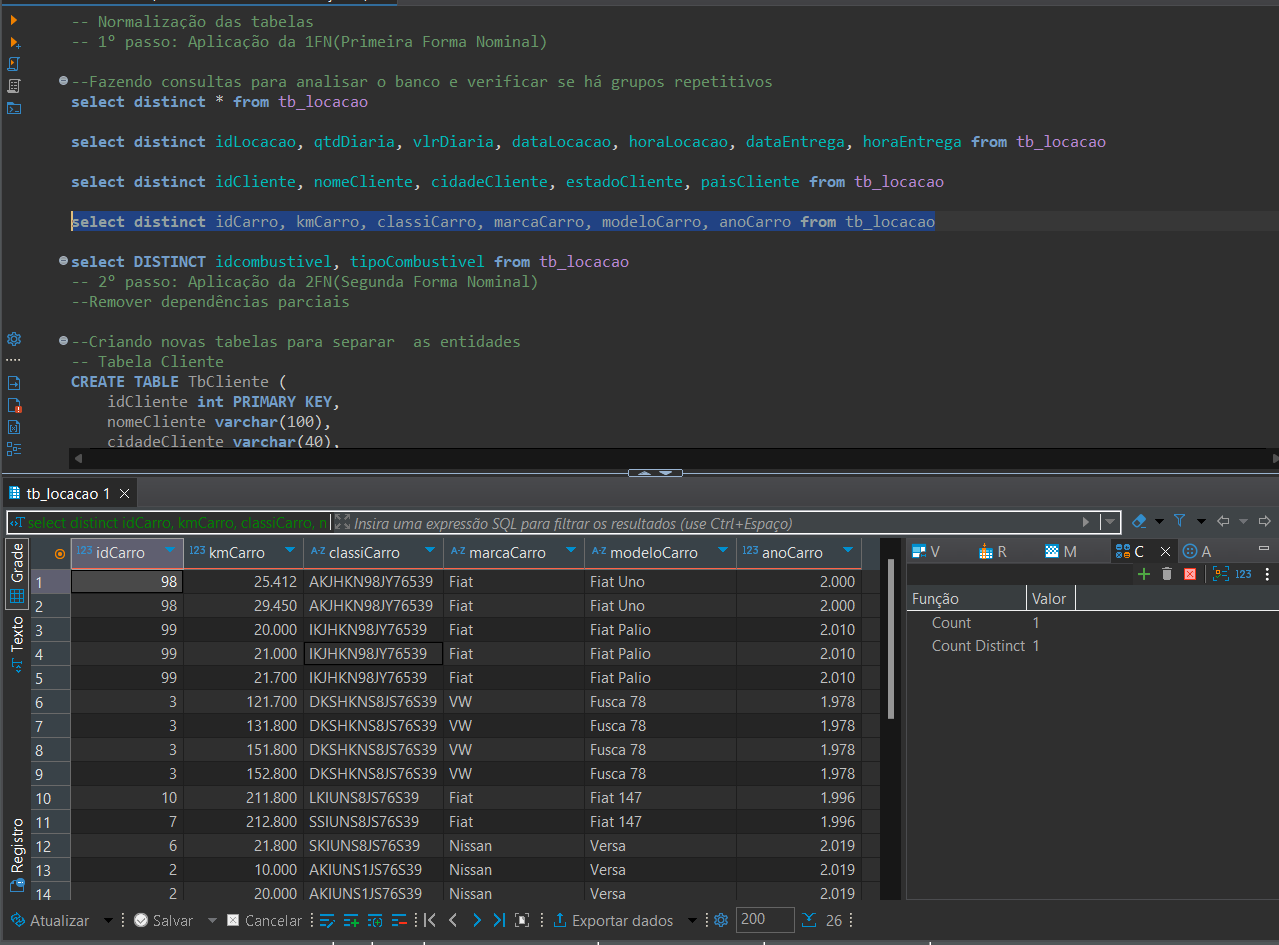 -- Normalização das tabelas
-- 1º passo: Aplicação da 1FN(Primeira Forma Nominal)
--Fazendo consultas para analisar o banco e verificar se há grupos repetitivos
select distinct * from tb_locacao
select distinct idLocacao, qtdDiaria, vlrDiaria, dataLocacao, horaLocacao, dataEntrega, horaEntrega from tb_locacao
select distinct idCliente, nomeCliente, cidadeCliente, estadoCliente, paisCliente from tb_locacao
select distinct idCarro, kmCarro, classiCarro, marcaCarro, modeloCarro, anoCarro from tb_locacao
select DISTINCT idcombustivel, tipoCombustivel from tb_locacao
-- 2º passo: Aplicação da 2FN(Segunda Forma Nominal)
--Remover dependências parciais
--Criando novas tabelas para separar  as entidades
-- Tabela Cliente
CREATE TABLE TbCliente (
    idCliente int PRIMARY KEY,
    nomeCliente varchar(100),
    cidadeCliente varchar(40),
tb_locacao 1
select distinct idCarro, kmCarro, classiCarro, Insira uma expressão SQL para filtrar os resultados (use Ctrl+Espaço)
Grade
Texto
Registro
123 idCarro 123 kmCarro A-Z classiCarro A-Z marcaCarro A-Z modeloCarro 123 anoCarro
1 98 25.412 AKJHKN98JY76539 Fiat Fiat Uno 2.000
2 98 29.450 AKJHKN98JY76539 Fiat Fiat Uno 2.000
3 99 20.000 IKJHKN98JY76539 Fiat Fiat Palio 2.010
4 99 21.000 IKJHKN98JY76539 Fiat Fiat Palio 2.010
5 99 21.700 IKJHKN98JY76539 Fiat Fiat Palio 2.010
6 3 121.700 DKSHKNS8JS76S39 VW Fusca 78 1.978
7 3 131.800 DKSHKNS8JS76S39 VW Fusca 78 1.978
8 3 151.800 DKSHKNS8JS76S39 VW Fusca 78 1.978
9 3 152.800 DKSHKNS8JS76S39 VW Fusca 78 1.978
10 10 211.800 LKIUNS8JS76S39 Fiat Fiat 147 1.996
11 7 212.800 SSIUNS8JS76S39 Fiat Fiat 147 1.996
12 6 21.800 SKIUNS8JS76S39 Nissan Versa 2.019
13 2 10.000 AKIUNS1JS76S39 Nissan Versa 2.019
14 2 20.000 AKIUNS1JS76S39 Nissan Versa 2.019
V R M C A
123
Função Valor
Count 1
Count Distinct 1
Atualizar Salvar Cancelar Exportar dados 200 26